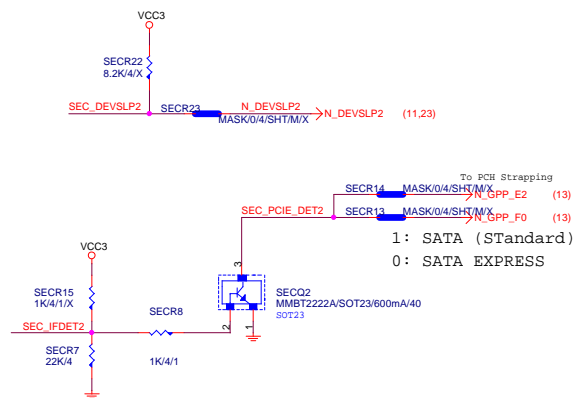 VCC3
SECR22
8.2K/4/X
SEC_DEVSLP2
SECR23
N_DEVSLP2
N_DEVSLP2 (11,23)
MASK/0/4/SHT/M/X
To PCH Strapping
SECR14 MASK/0/4/SHT/M/X
N_GPP_E2 (13)
SEC_PCIE_DET2
SECR13 MASK/0/4/SHT/M/X
N_GPP_F0 (13)
1: SATA (STandard)
0: SATA EXPRESS
VCC3
3
SECR15
1K/4/1/X
SECQ2
MMBT2222A/SOT23/600mA/40
SOT23
SECR8
2
1
SEC_IFDET2
SECR7
22K/4
1K/4/1